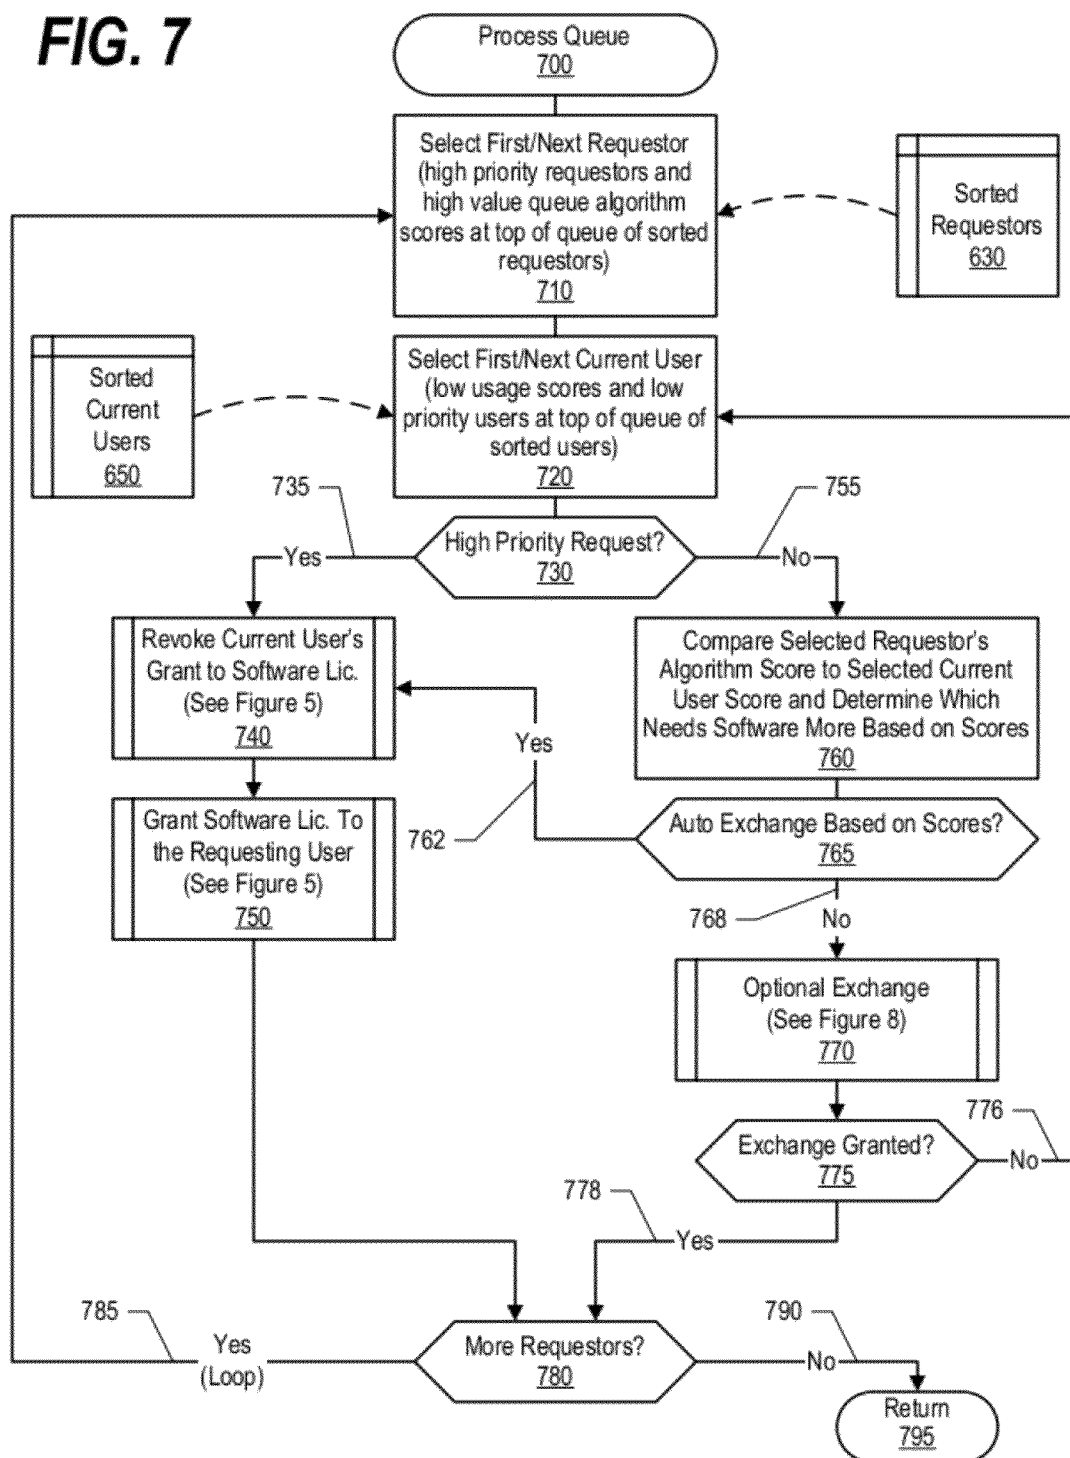 FIG. 7
Process Queue
700
Select First/Next Requestor
(high priority requestors and
high value queue algorithm
scores at top of queue of sorted
requestors)
710
Sorted
Requestors
630
Sorted
Current
Users
650
Select First/Next Current User
(low usage scores and low
priority users at top of queue of
sorted users)
720
735
755
High Priority Request?
730
Yes
No
Revoke Current User's
Grant to Software Lic.
(See Figure 5)
740
Compare Selected Requestor's
Algorithm Score to Selected Current
User Score and Determine Which
Needs Software More Based on Scores
760
Yes
762
Grant Software Lic. To
the Requesting User
(See Figure 5)
750
Auto Exchange Based on Scores?
765
768
No
Optional Exchange
(See Figure 8)
770
776
Exchange Granted?
775
No
778
Yes
785
Yes
(Loop)
More Requestors?
780
790
No
Return
795